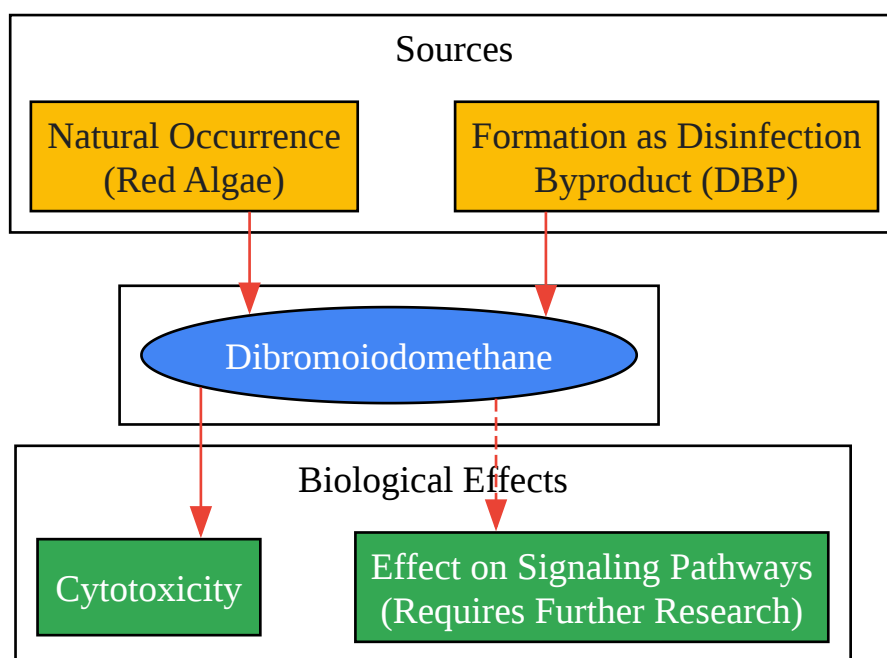 Sources
Natural Occurrence
(Red Algae)
Formation as Disinfection
Byproduct (DBP)
Dibromoiodomethane
Biological Effects
Cytotoxicity
Effect on Signaling Pathways
(Requires Further Research)